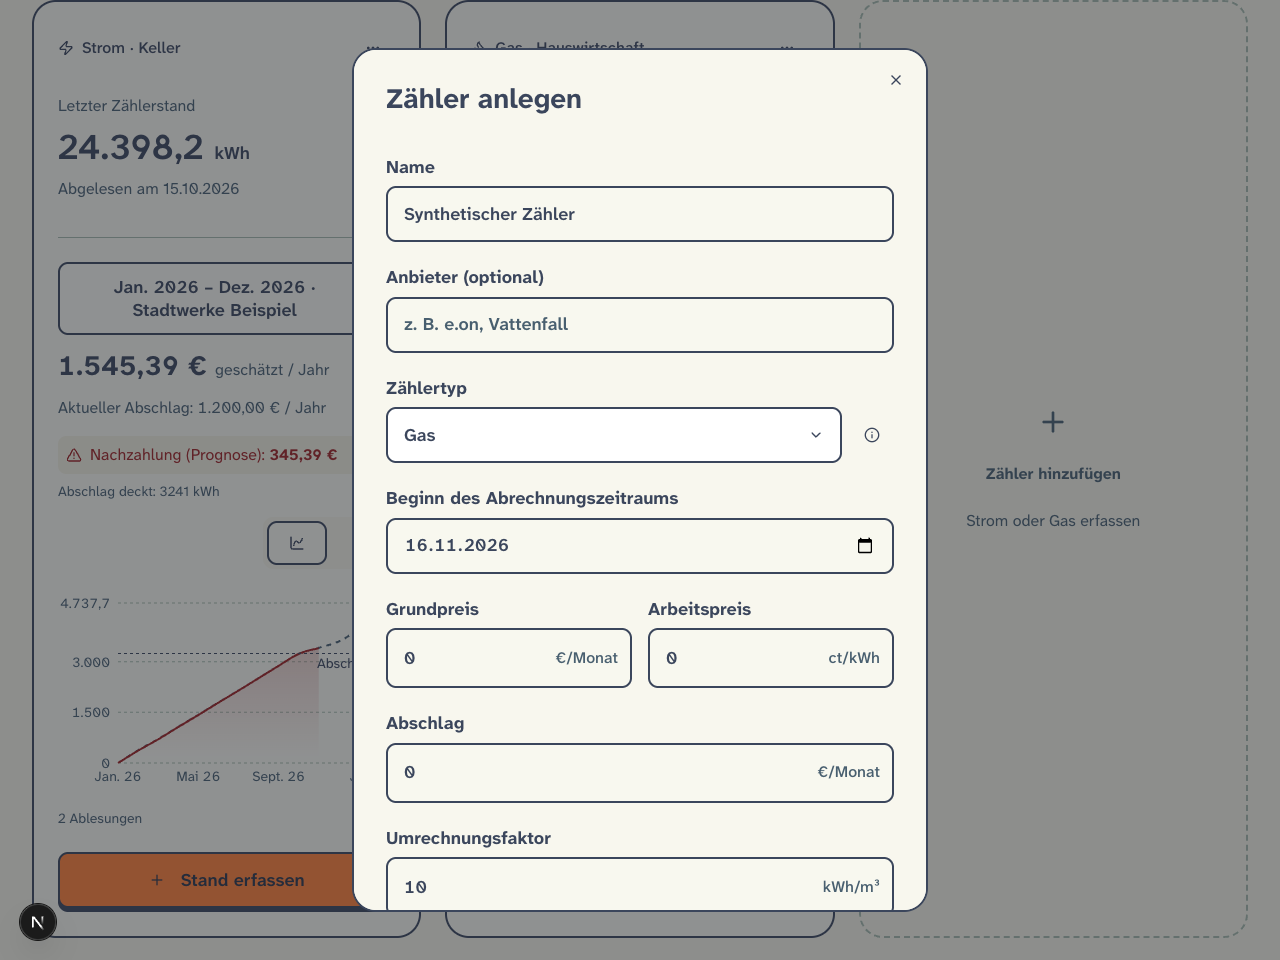 Strom · Keller
Letzter Zählerstand
24.398,2 kWh
Abgelesen am 15.10.2026
Jan. 2026 – Dez. 2026 ·
Stadtwerke Beispiel
1.545,39 € geschätzt / Jahr
Aktueller Abschlag: 1.200,00 € / Jahr
Nachzahlung (Prognose): 345,39 €
Abschlag deckt: 3241 kWh
4.737,7
3.000
Absch
1.500
0
Jan. 26
Mai 26
Sept. 26
2 Ablesungen
Stand erfassen
N
Gas · Hauswirtschaft
Zähler anlegen
Name
Synthetischer Zähler
Anbieter (optional)
z. B. e.on, Vattenfall
Zählertyp
Gas
Beginn des Abrechnungszeitraums
16.11.2026
Grundpreis
0 €/Monat
Arbeitspreis
0 ct/kWh
Abschlag
0 €/Monat
Umrechnungsfaktor
10 kWh/m³
Zähler hinzufügen
Strom oder Gas erfassen